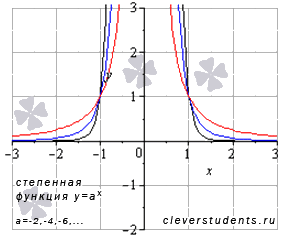 3
2
1
−3
−2
−1
0
1
2
3
x
y
−1
−2
степенная
функция y=aˣ
a=-2,-4,-6,...
cleverstudents.ru